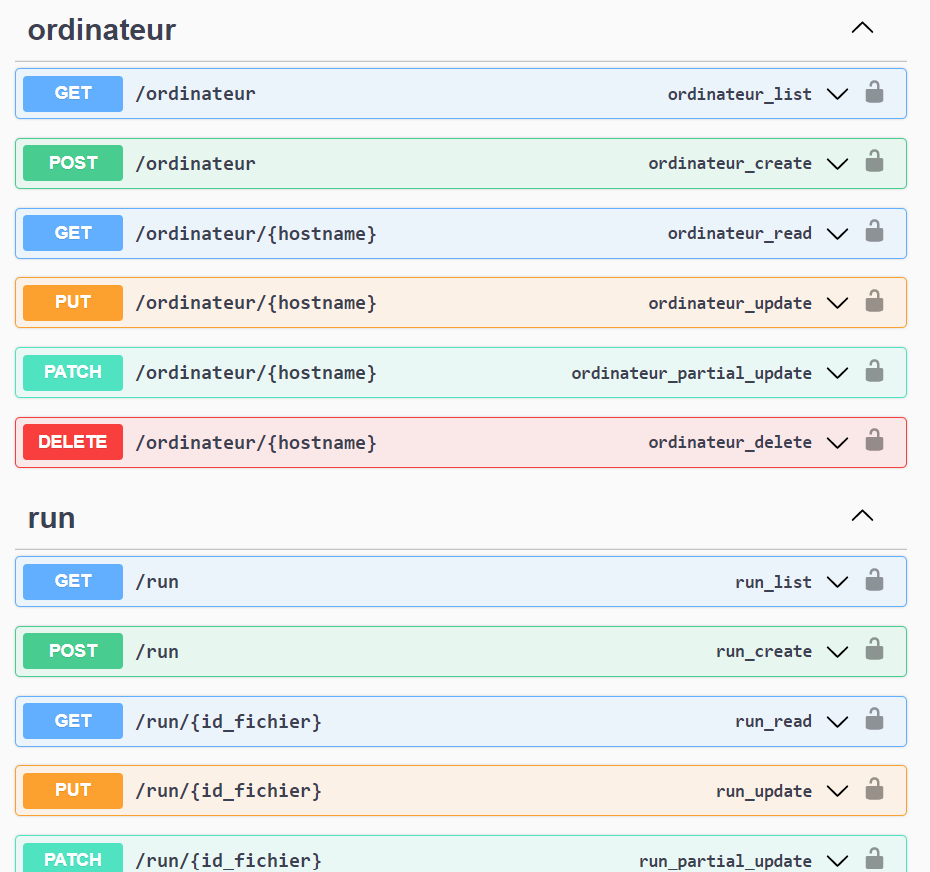 ordinateur
GET /ordinateur ordinateur_list
POST /ordinateur ordinateur_create
GET /ordinateur/{hostname} ordinateur_read
PUT /ordinateur/{hostname} ordinateur_update
PATCH /ordinateur/{hostname} ordinateur_partial_update
DELETE /ordinateur/{hostname} ordinateur_delete
run
GET /run run_list
POST /run run_create
GET /run/{id_fichier} run_read
PUT /run/{id_fichier} run_update
PATCH /run/{id_fichier} run_partial_update